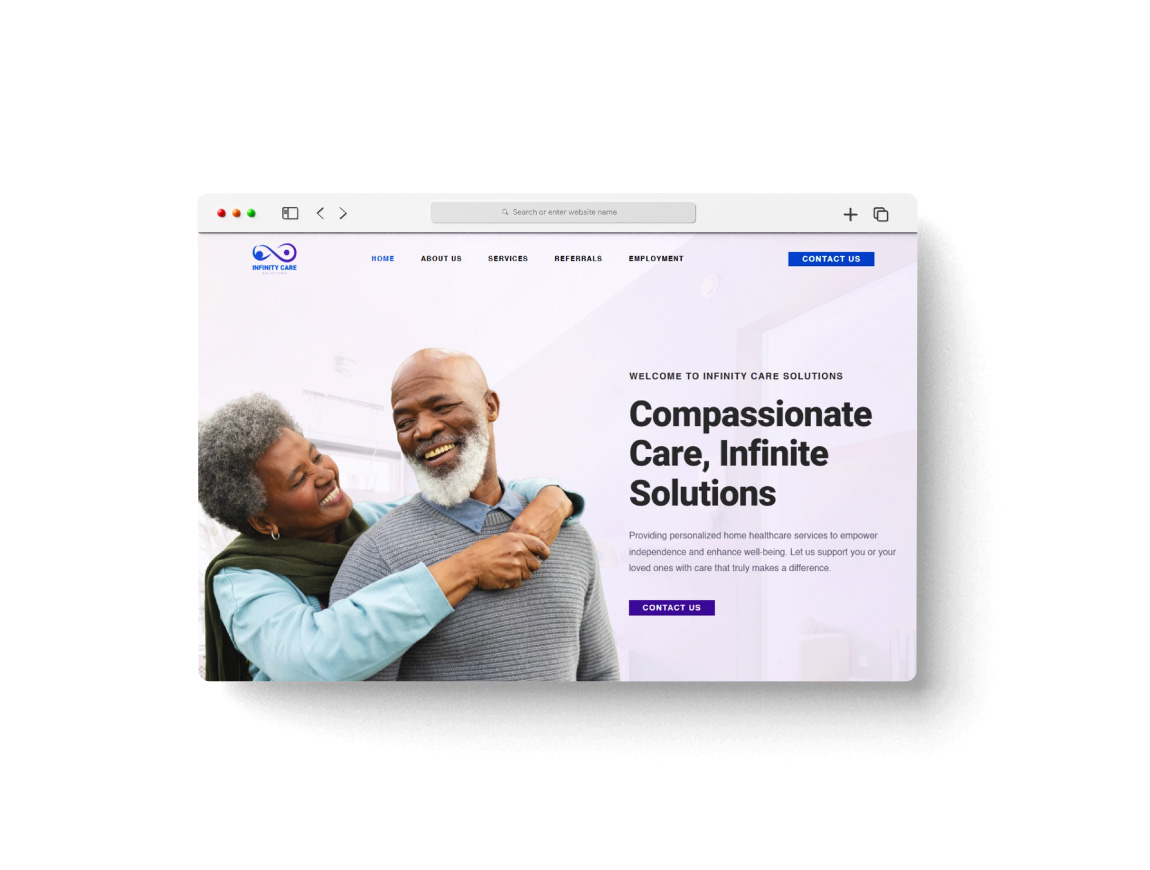 Search or enter website name
INFINITY CARE
SOLUTIONS
HOME
ABOUT US
SERVICES
REFERRALS
EMPLOYMENT
CONTACT US
WELCOME TO INFINITY CARE SOLUTIONS
Compassionate
Care, Infinite
Solutions
Providing personalized home healthcare services to empower
independence and enhance well-being. Let us support you or your
loved ones with care that truly makes a difference.
CONTACT US